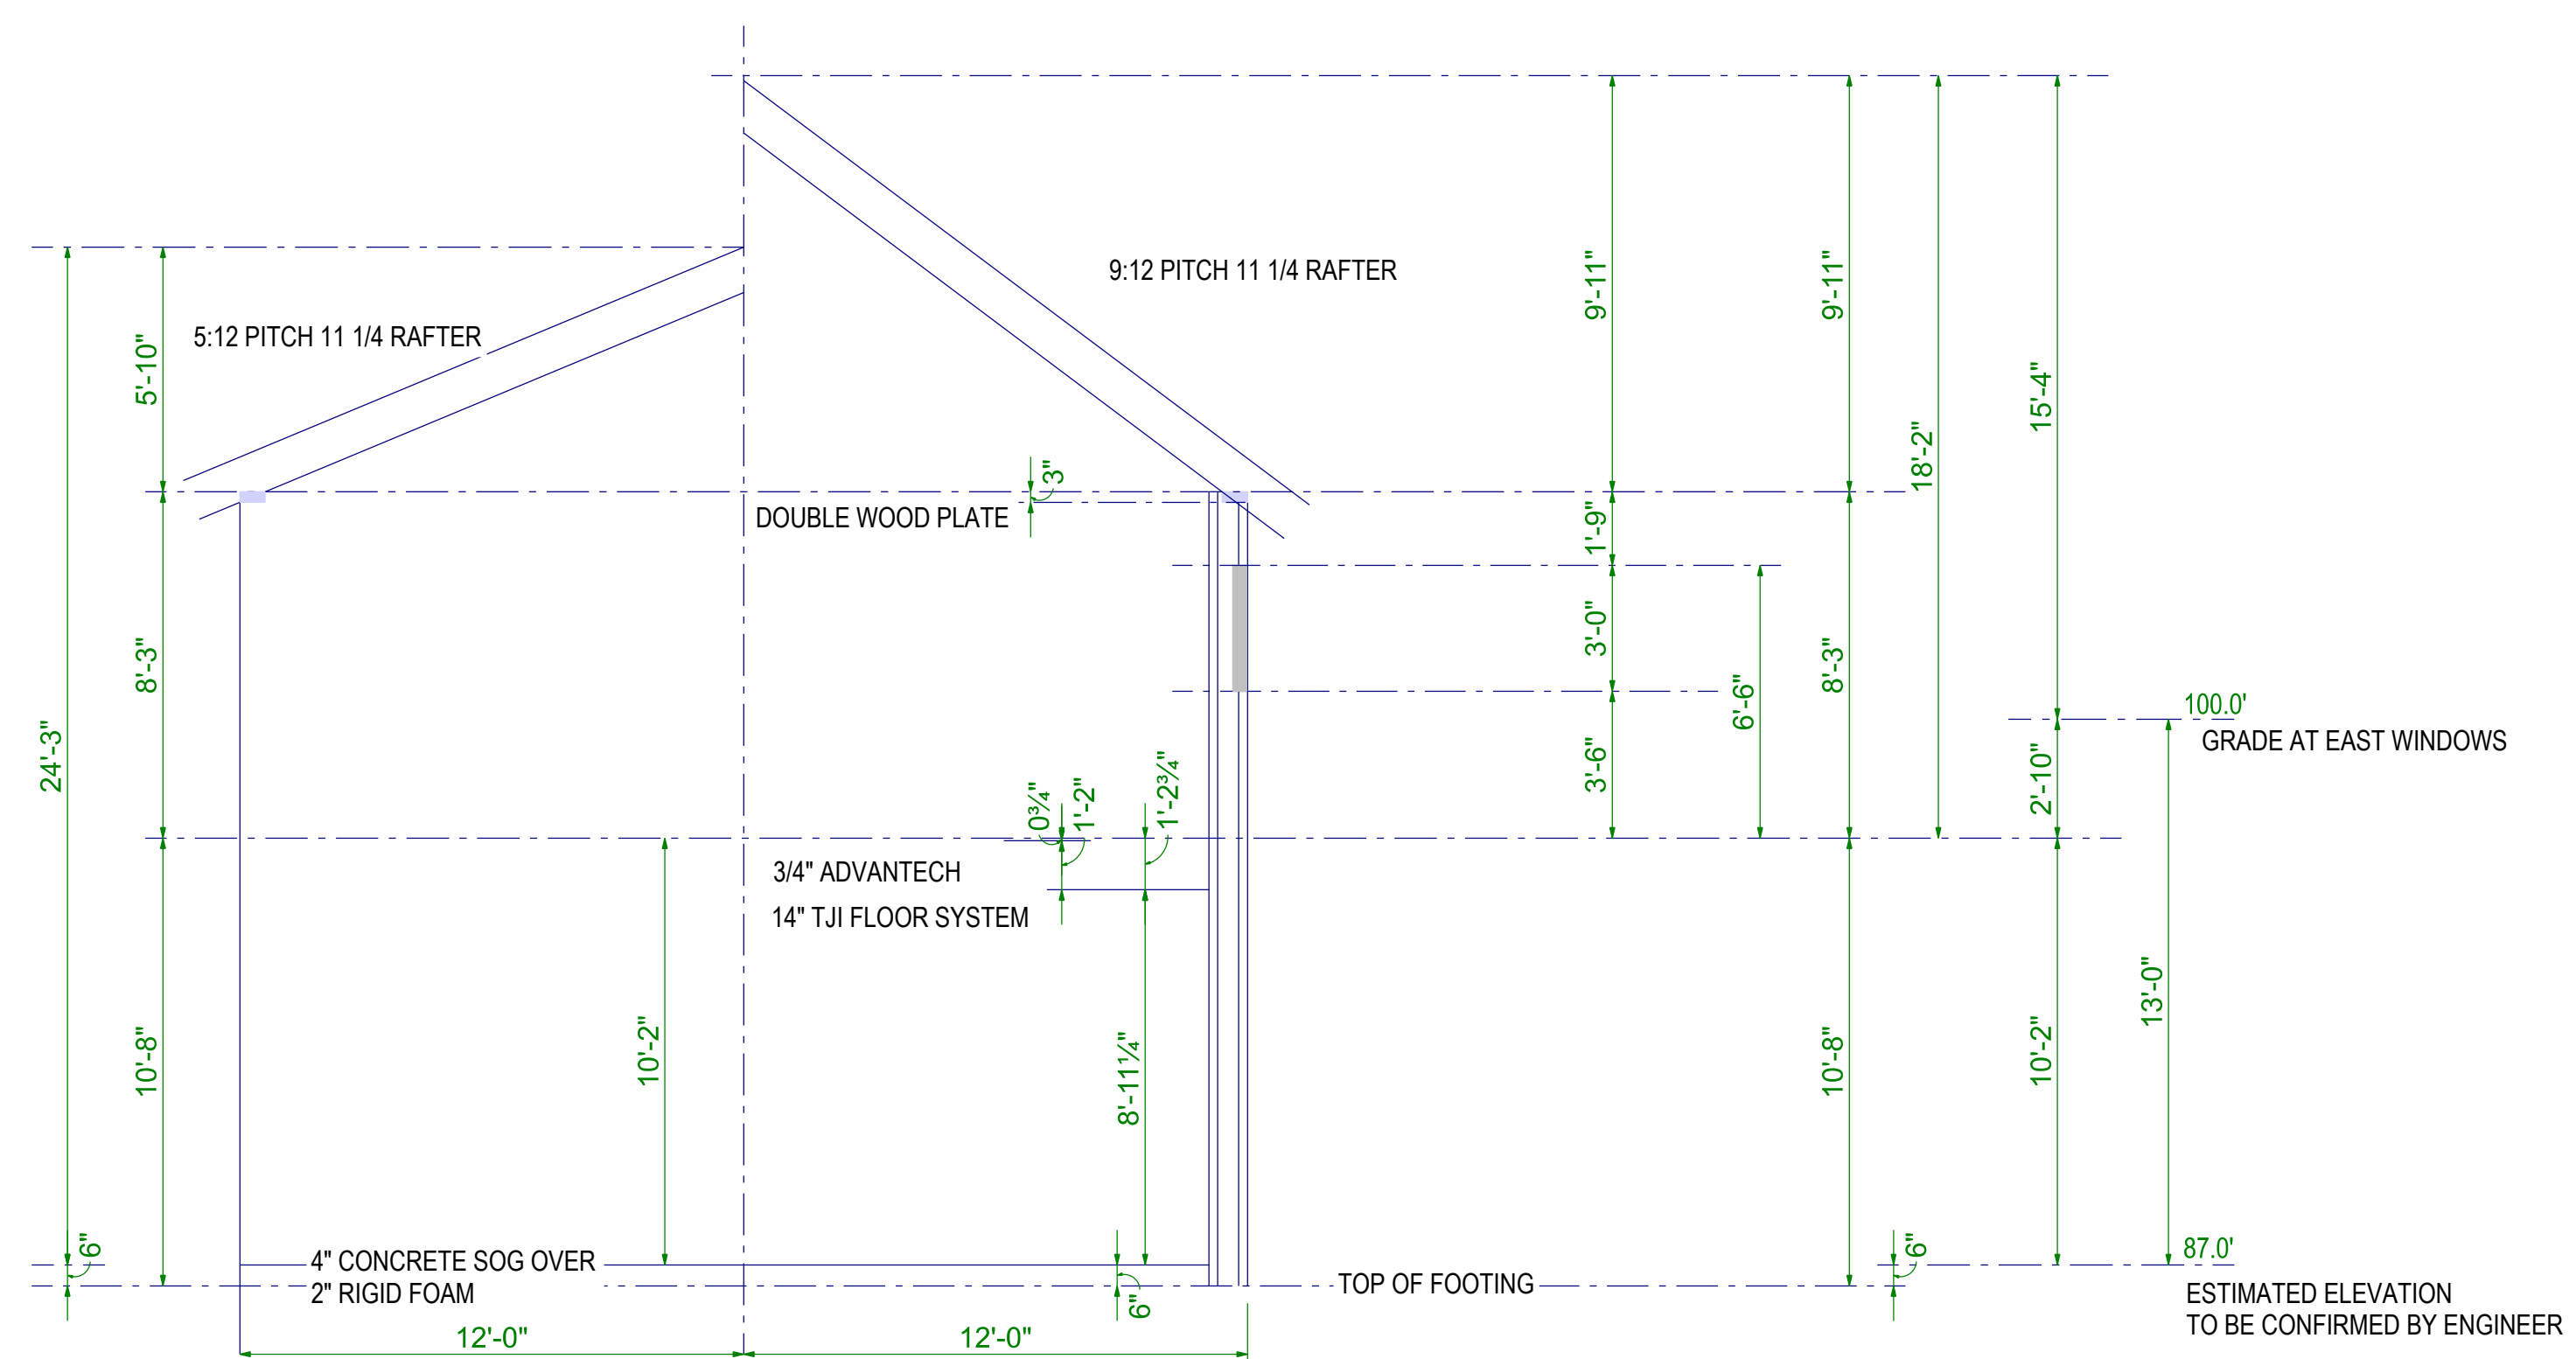 9:12 PITCH 11 1/4 RAFTER
5:12 PITCH 11 1/4 RAFTER
9'-11"
9'-11"
5'-10"
15'-4"
18'-2"
3"
DOUBLE WOOD PLATE
1'-9"
3'-0"
8'-3"
8'-3"
6'-6"
100.0'
GRADE AT EAST WINDOWS
24'-3"
3'-6"
2'-10"
0¾"
1'-2"
1'-2¾"
3/4" ADVANTECH
14" TJI FLOOR SYSTEM
13'-0"
10'-8"
10'-2"
8'-11¼"
10'-8"
10'-2"
6"
4" CONCRETE SOG OVER
2" RIGID FOAM
6"
TOP OF FOOTING
6"
87.0'
ESTIMATED ELEVATION
TO BE CONFIRMED BY ENGINEER
12'-0"
12'-0"